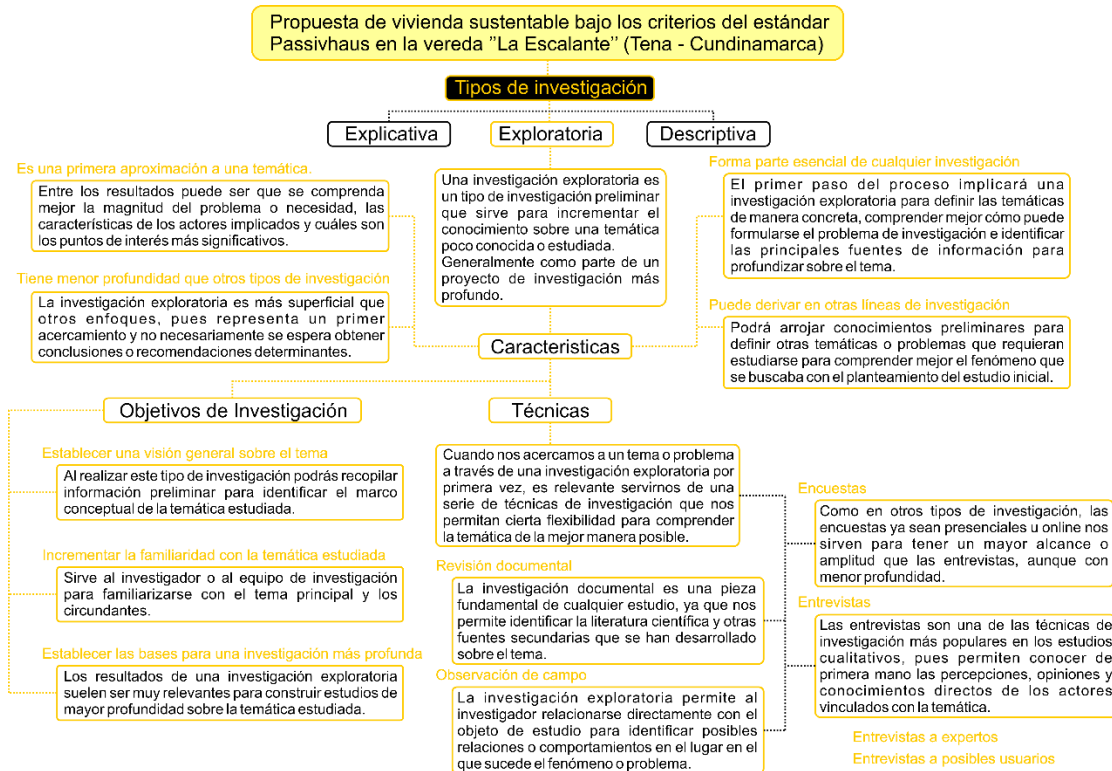 Propuesta de vivienda sustentable bajo los criterios del estándar
Passivhaus en la vereda "La Escalante" (Tena - Cundinamarca)
Tipos de investigación
Explicativa
Exploratoria
Descriptiva
Es una primera aproximación a una temática.
Entre los resultados puede ser que se comprenda
mejor la magnitud del problema o necesidad, las
características de los actores implicados y cuáles son
los puntos de interés más significativos.
Tiene menor profundidad que otros tipos de investigación
La investigación exploratoria es más superficial que
otros enfoques, pues representa un primer
acercamiento y no necesariamente se espera obtener
conclusiones o recomendaciones determinantes.
Una investigación exploratoria es
un tipo de investigación preliminar
que sirve para incrementar el
conocimiento sobre una temática
poco conocida o estudiada.
Generalmente como parte de un
proyecto de investigación más
profundo.
Forma parte esencial de cualquier investigación
El primer paso del proceso implicará una
investigación exploratoria para definir las temáticas
de manera concreta, comprender mejor cómo puede
formularse el problema de investigación e identificar
las principales fuentes de información para
profundizar sobre el tema.
Puede derivar en otras líneas de investigación
Podrá arrojar conocimientos preliminares para
definir otras temáticas o problemas que requieran
estudiarse para comprender mejor el fenómeno que
se buscaba con el planteamiento del estudio inicial.
Caracteristicas
Objetivos de Investigación
Técnicas
Establecer una visión general sobre el tema
Al realizar este tipo de investigación podrás recopilar
información preliminar para identificar el marco
conceptual de la temática estudiada.
Incrementar la familiaridad con la temática estudiada
Sirve al investigador o al equipo de investigación
para familiarizarse con el tema principal y los
circundantes.
Establecer las bases para una investigación más profunda
Los resultados de una investigación exploratoria
suelen ser muy relevantes para construir estudios de
mayor profundidad sobre la temática estudiada.
Cuando nos acercamos a un tema o problema
a través de una investigación exploratoria por
primera vez, es relevante servirnos de una
serie de técnicas de investigación que nos
permitan cierta flexibilidad para comprender
la temática de la mejor manera posible.
Revisión documental
La investigación documental es una pieza
fundamental de cualquier estudio, ya que nos
permite identificar la literatura científica y otras
fuentes secundarias que se han desarrollado
sobre el tema.
Observación de campo
La investigación exploratoria permite al
investigador relacionarse directamente con el
objeto de estudio para identificar posibles
relaciones o comportamientos en el lugar en el
que sucede el fenómeno o problema.
Encuestas
Como en otros tipos de investigación, las
encuestas ya sean presenciales u online nos
sirven para tener un mayor alcance o
amplitud que las entrevistas, aunque con
menor profundidad.
Entrevistas
Las entrevistas son una de las técnicas de
investigación más populares en los estudios
cualitativos, pues permiten conocer de
primera mano las percepciones, opiniones y
conocimientos directos de los actores
vinculados con la temática.
Entrevistas a expertos
Entrevistas a posibles usuarios